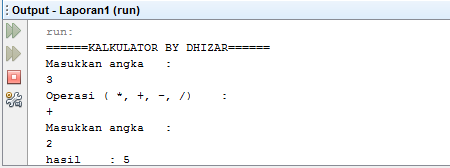 Output - Laporan1 (run)
run:
======KALKULATOR BY DHIZAR======
Masukkan angka   :
3
Operasi ( *, +, -, /)    :
+
Masukkan angka   :
2
hasil    : 5